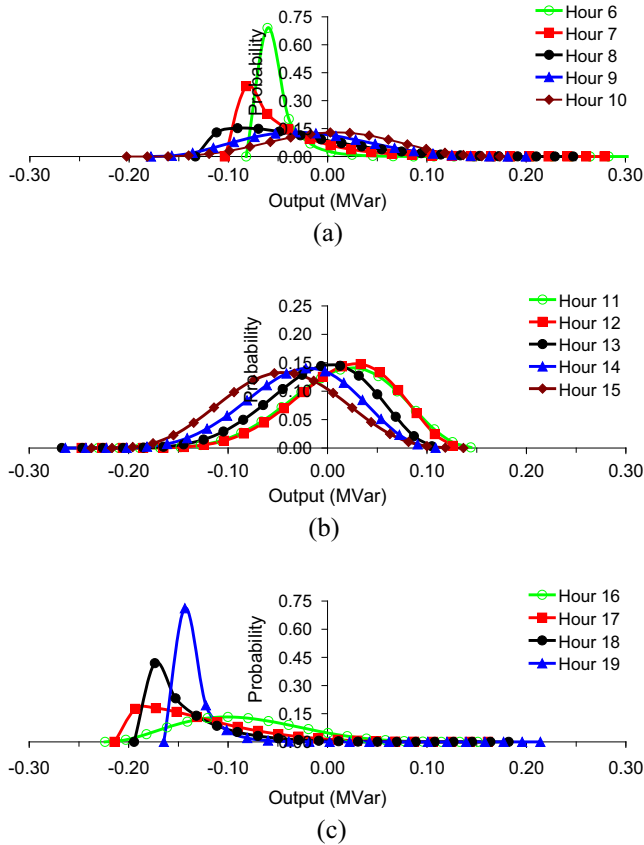 0.75
0.60
0.45
0.30
0.15
0.00
Probability
Hour 6
Hour 7
Hour 8
Hour 9
Hour 10
-0.30 -0.20 -0.10 0.00 0.10 0.20 0.30
Output (MVar)
(a)
0.25
0.20
0.15
0.10
0.05
0.00
Probability
Hour 11
Hour 12
Hour 13
Hour 14
Hour 15
-0.30 -0.20 -0.10 0.00 0.10 0.20 0.30
Output (MVar)
(b)
0.75
0.60
0.45
0.30
0.15
0.00
Probability
Hour 16
Hour 17
Hour 18
Hour 19
-0.30 -0.20 -0.10 0.00 0.10 0.20 0.30
Output (MVar)
(c)